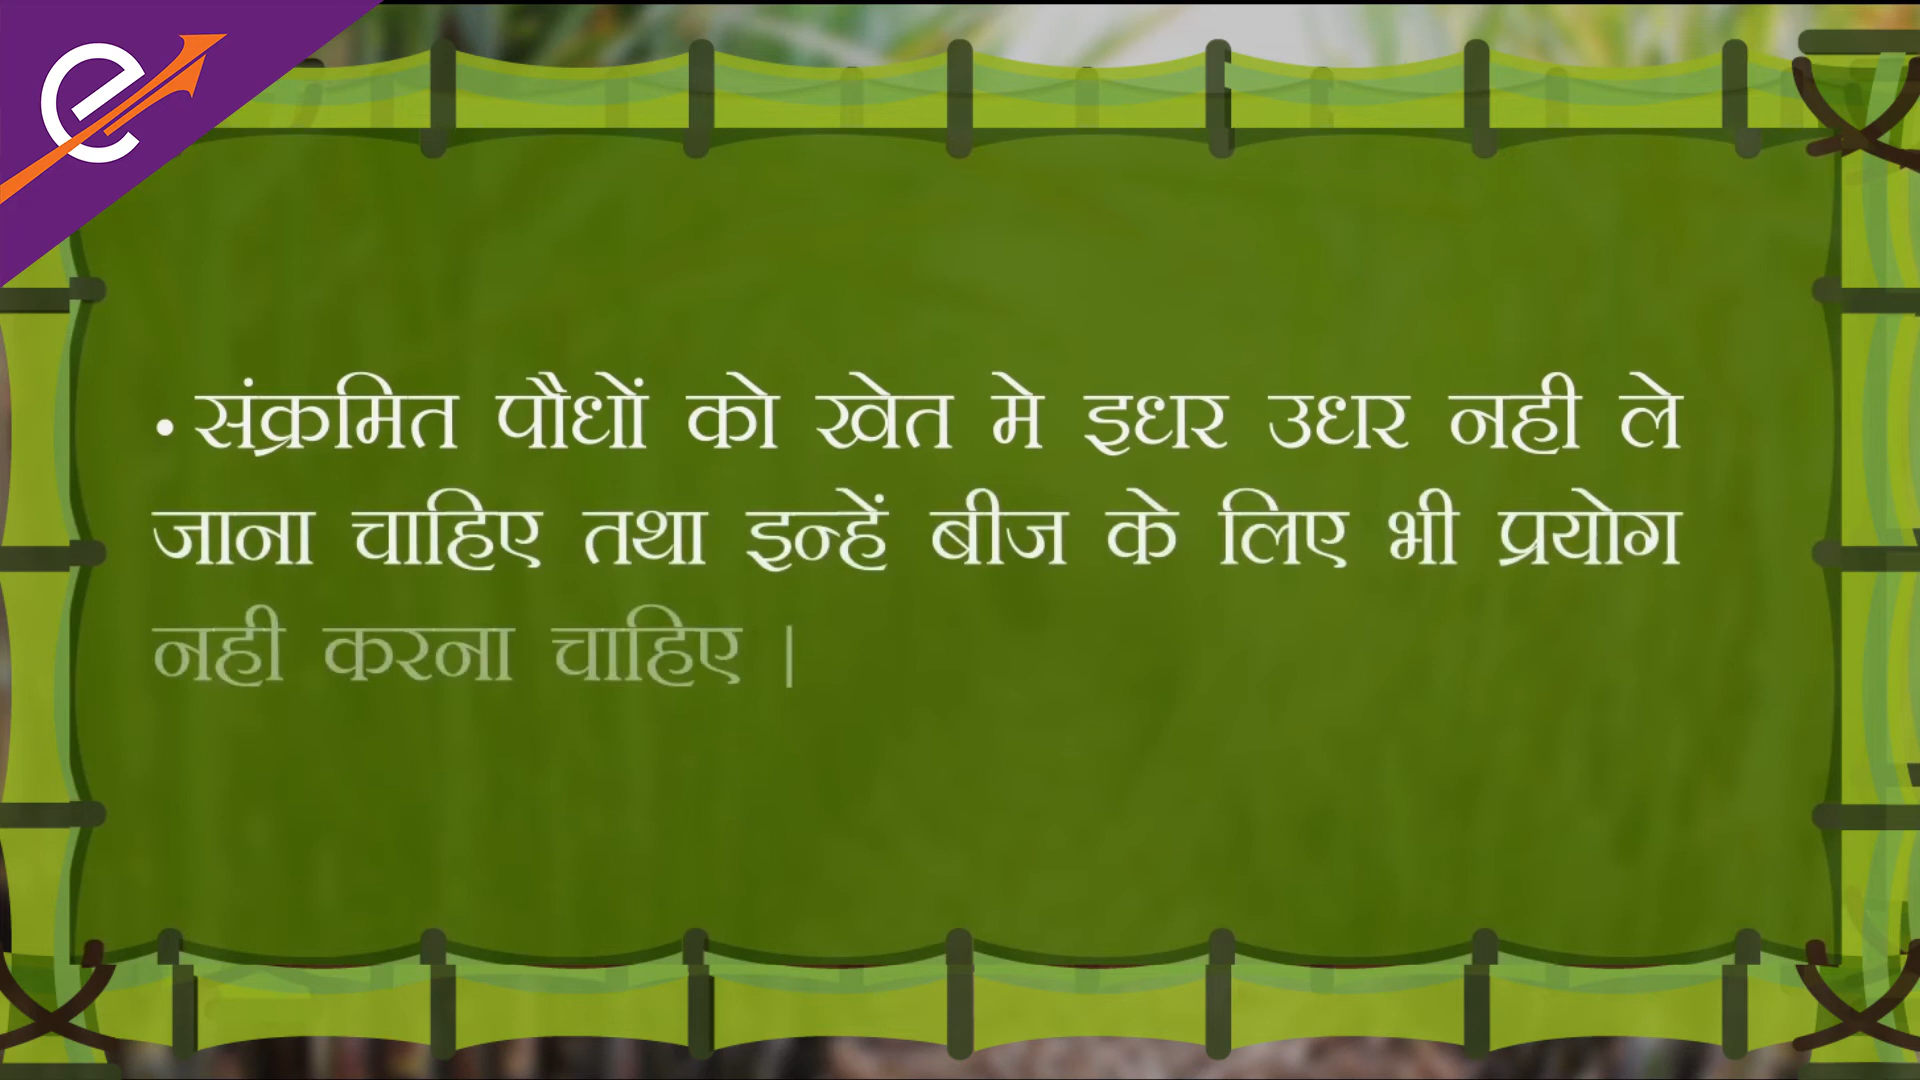 • संक्रमित पौधों को खेत मे इधर उधर नही ले
जाना चाहिए तथा इन्हें बीज के लिए भी प्रयोग
नही करना चाहिए |